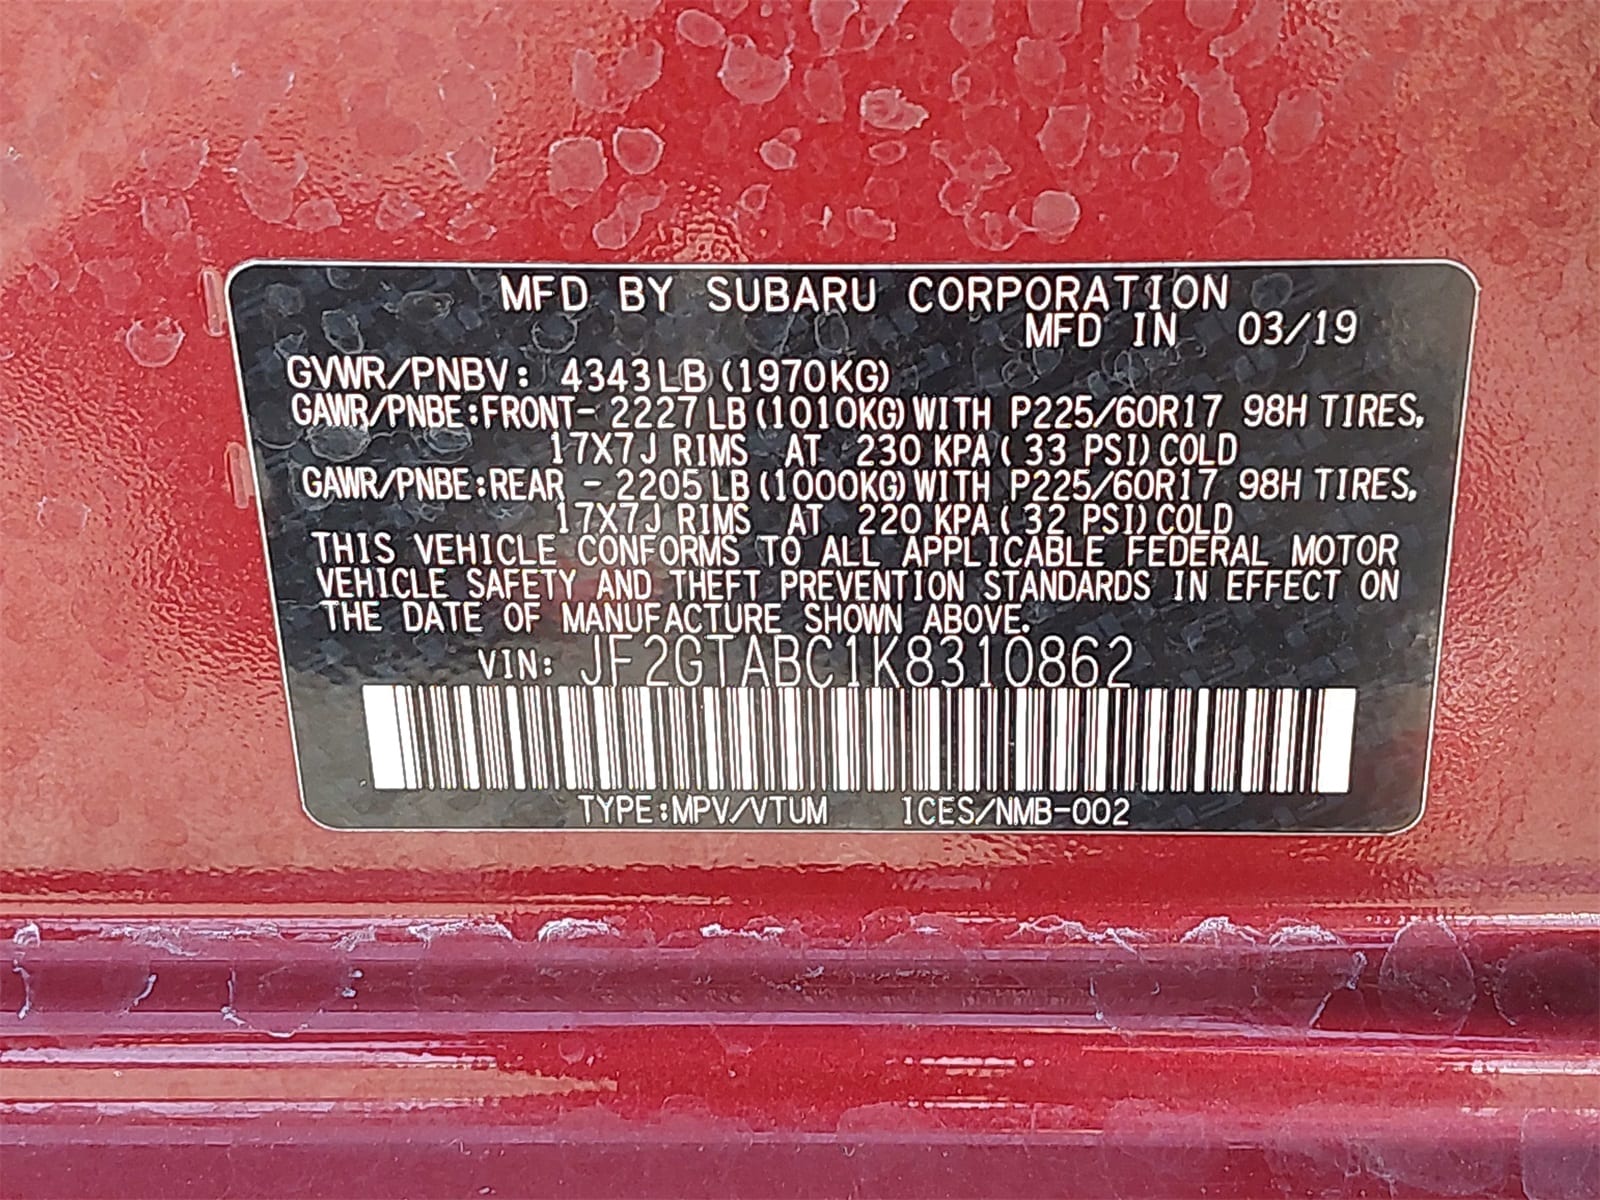 MFD BY SUBARU CORPORATION
MFD IN 03/19
GVWR/PNBV: 4343LB (1970KG)
GAWR/PNBE:FRONT- 2227LB (1010KG) WITH P225/60R17 98H TIRES,
17X7J RIMS AT 230 KPA ( 33 PSI) COLD
GAWR/PNBE:REAR - 2205LB (1000KG) WITH P225/60R17 98H TIRES,
17X7J RIMS AT 220 KPA ( 32 PSI) COLD
THIS VEHICLE CONFORMS TO ALL APPLICABLE FEDERAL MOTOR
VEHICLE SAFETY AND THEFT PREVENTION STANDARDS IN EFFECT ON
THE DATE OF MANUFACTURE SHOWN ABOVE.
VIN: JF2GTABC1K8310862
TYPE:MPV/VTUM ICES/NMB-002